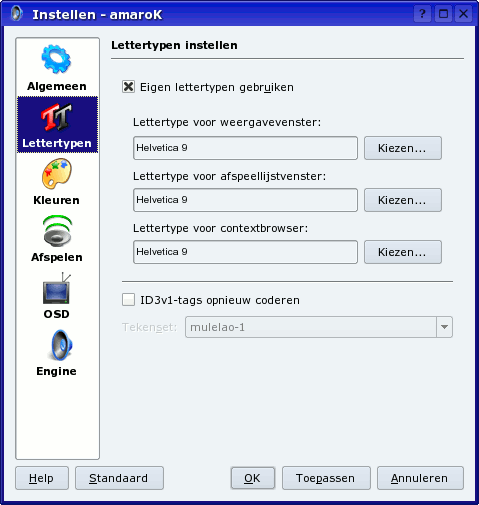 Instellen - amaroK
Algemeen
Lettertypen
Kleuren
Afspelen
OSD
Engine
Lettertypen instellen
Eigen lettertypen gebruiken
Lettertype voor weergavevenster:
Helvetica 9
Kiezen...
Lettertype voor afspeellijstvenster:
Helvetica 9
Kiezen...
Lettertype voor contextbrowser:
Helvetica 9
Kiezen...
ID3v1-tags opnieuw coderen
Tekenset:
mulelao-1
Help
Standaard
OK
Toepassen
Annuleren